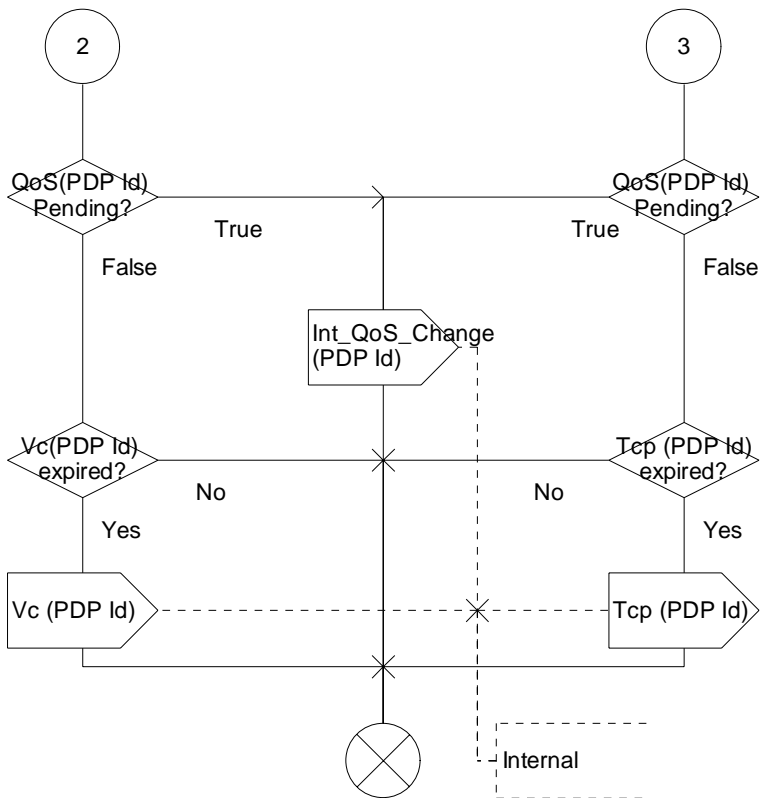 2
3
QoS(PDP Id)
Pending?
QoS(PDP Id)
Pending?
True
True
False
False
Int_QoS_Change
(PDP Id)
Vc(PDP Id)
expired?
Tcp (PDP Id)
expired?
No
No
Yes
Yes
Vc (PDP Id)
Tcp (PDP Id)
Internal